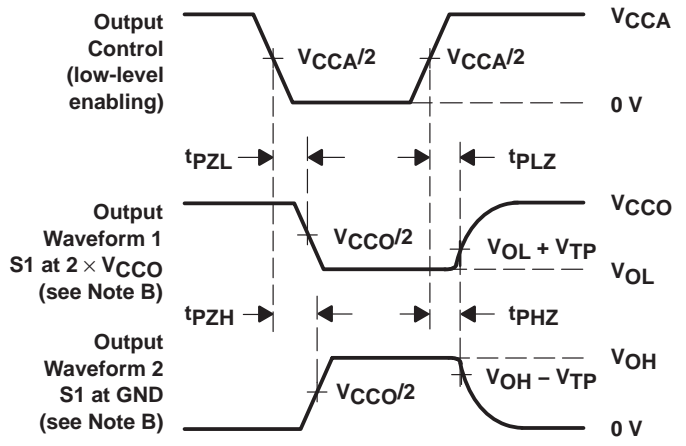 Output
Control
(low-level
enabling)
VCCA
VCCA/2
VCCA/2
0 V
tPZL
tPLZ
Output
Waveform 1
S1 at 2 × VCCO
(see Note B)
VCCO
VCCO/2
VOL + VTP
VOL
tPZH
tPHZ
Output
Waveform 2
S1 at GND
(see Note B)
VOH
VCCO/2
VOH − VTP
0 V